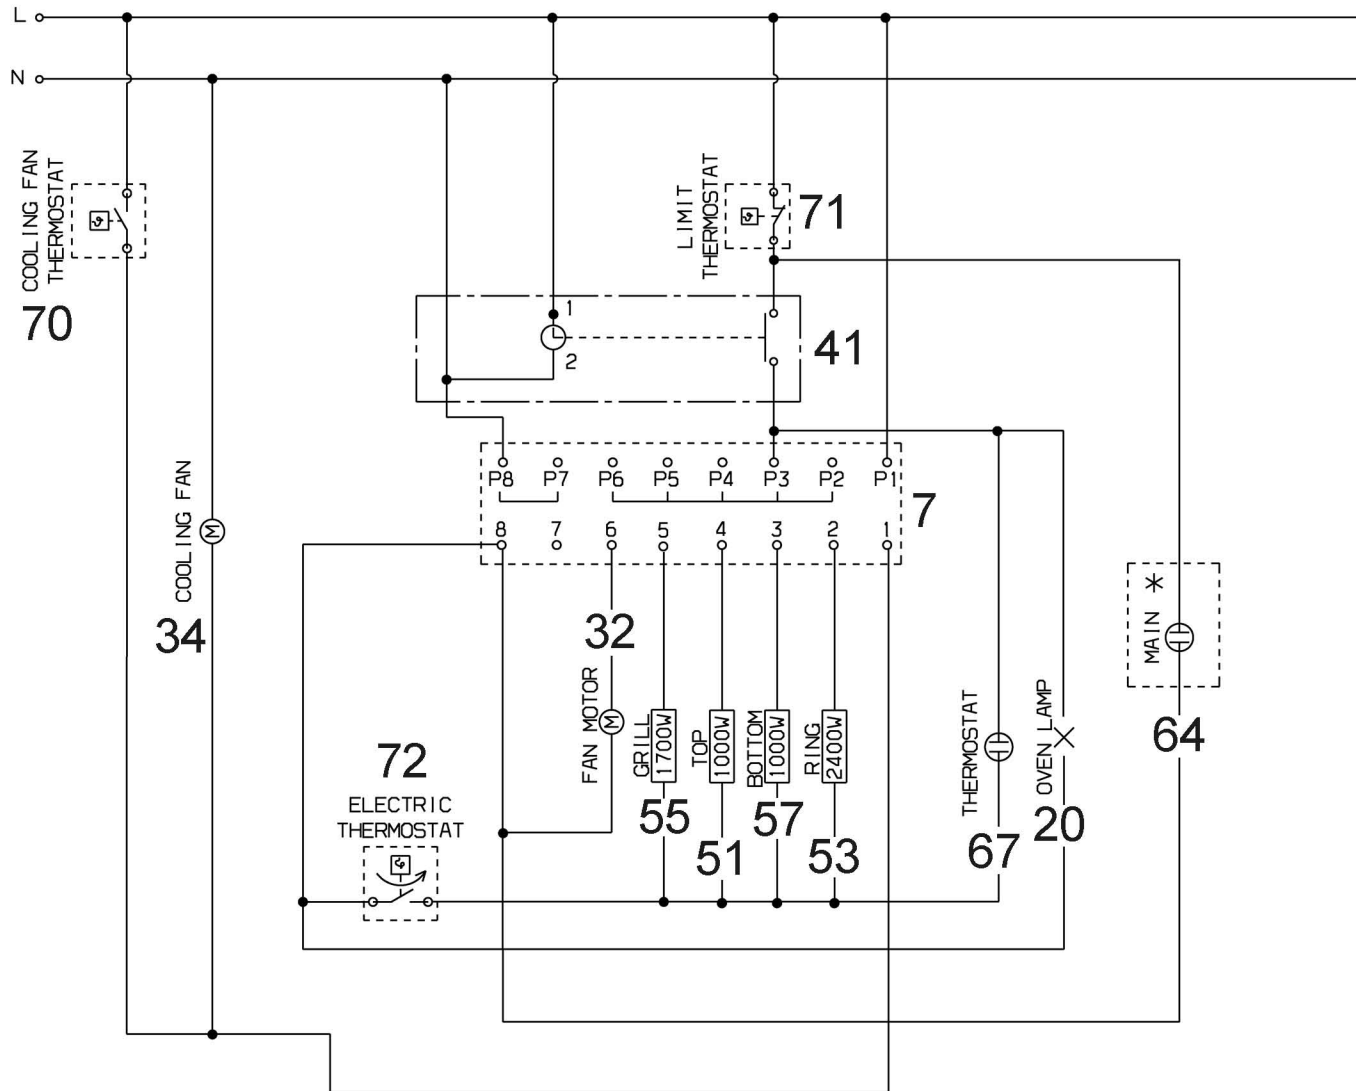 L
N
COOLING FAN
THERMOSTAT
70
LIMIT
THERMOSTAT
71
1
2
41
P8 P7 P6 P5 P4 P3 P2 P1
7
8 7 6 5 4 3 2 1
COOLING FAN
34
32
FAN MOTOR
M
M
GRILL
1700W
TOP
1000W
BOTTOM
1000W
RING
2400W
55
51
57
53
THERMOSTAT
67
OVEN LAMP
20
MAIN *
64
72
ELECTRIC
THERMOSTAT